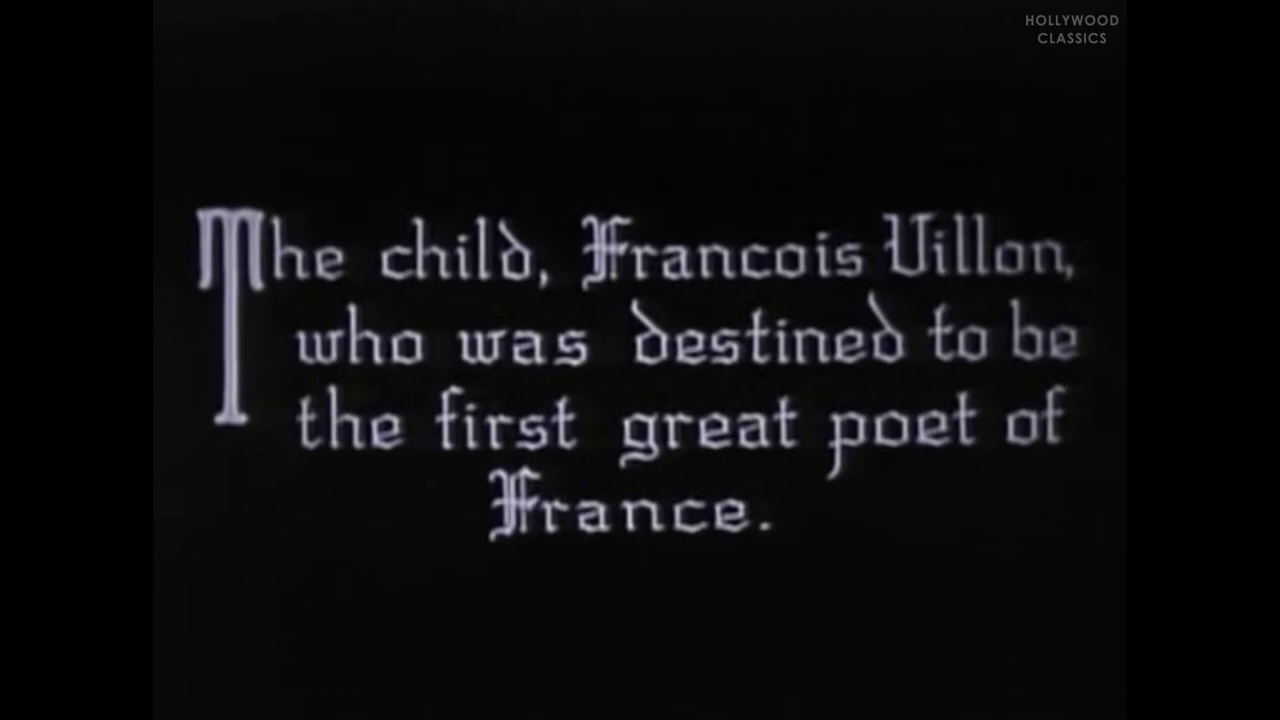 HOLLYWOOD
CLASSICS
The child, Francois Villon,
who was destined to be
the first great poet of
France.